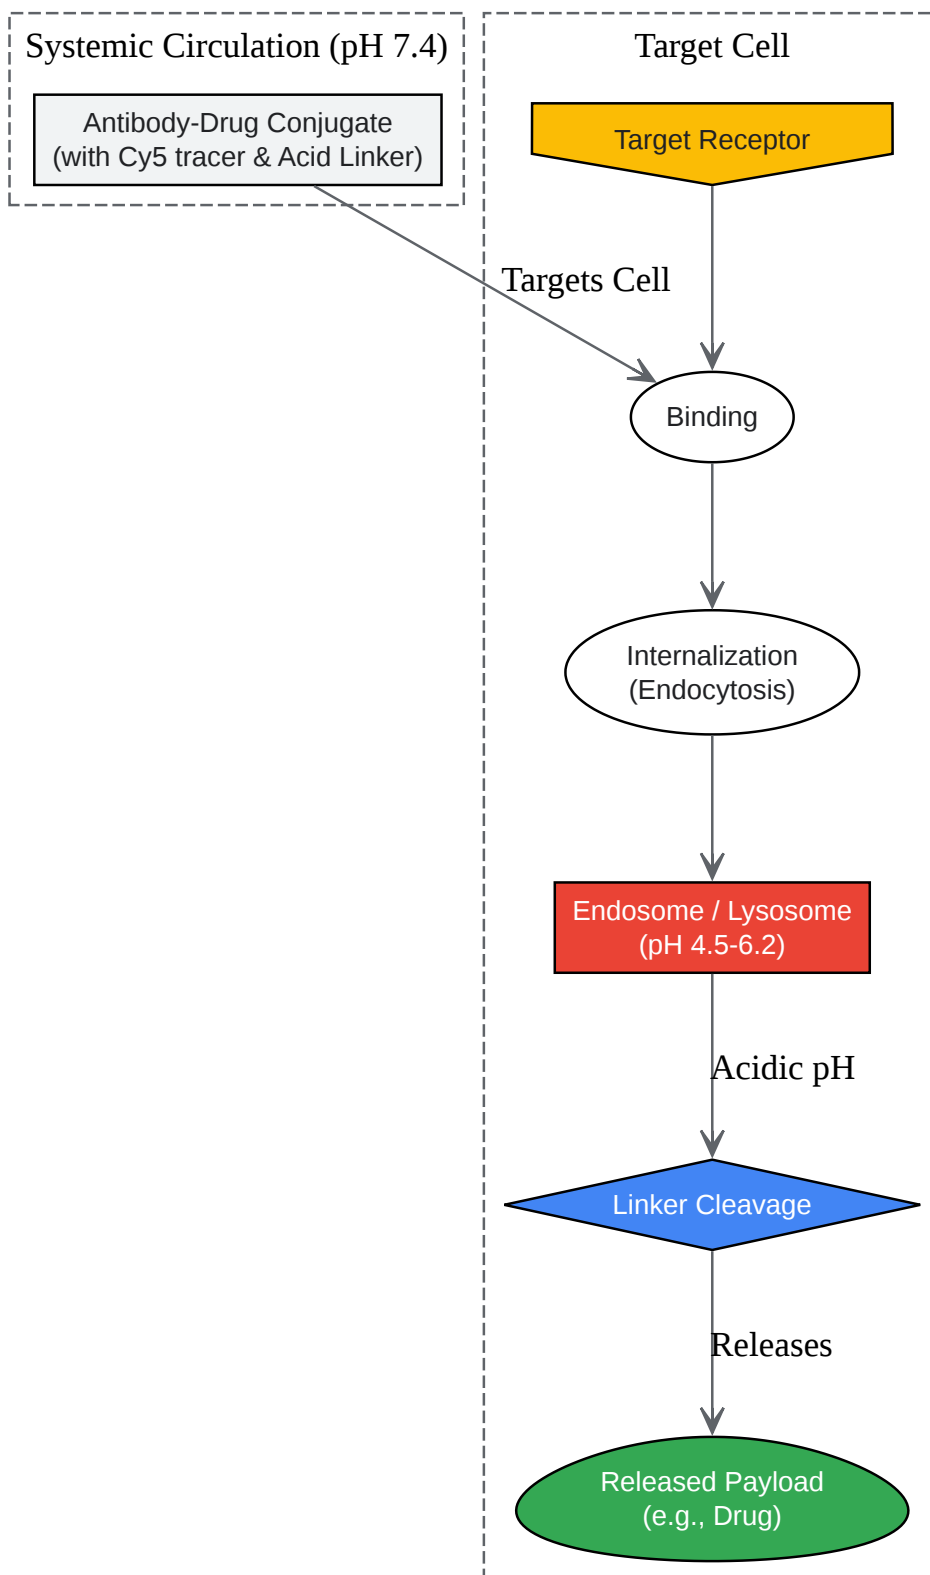 Systemic Circulation (pH 7.4)
Antibody-Drug Conjugate
(with Cy5 tracer & Acid Linker)
Target Cell
Target Receptor
Targets Cell
Binding
Internalization
(Endocytosis)
Endosome / Lysosome
(pH 4.5-6.2)
Acidic pH
Linker Cleavage
Releases
Released Payload
(e.g., Drug)